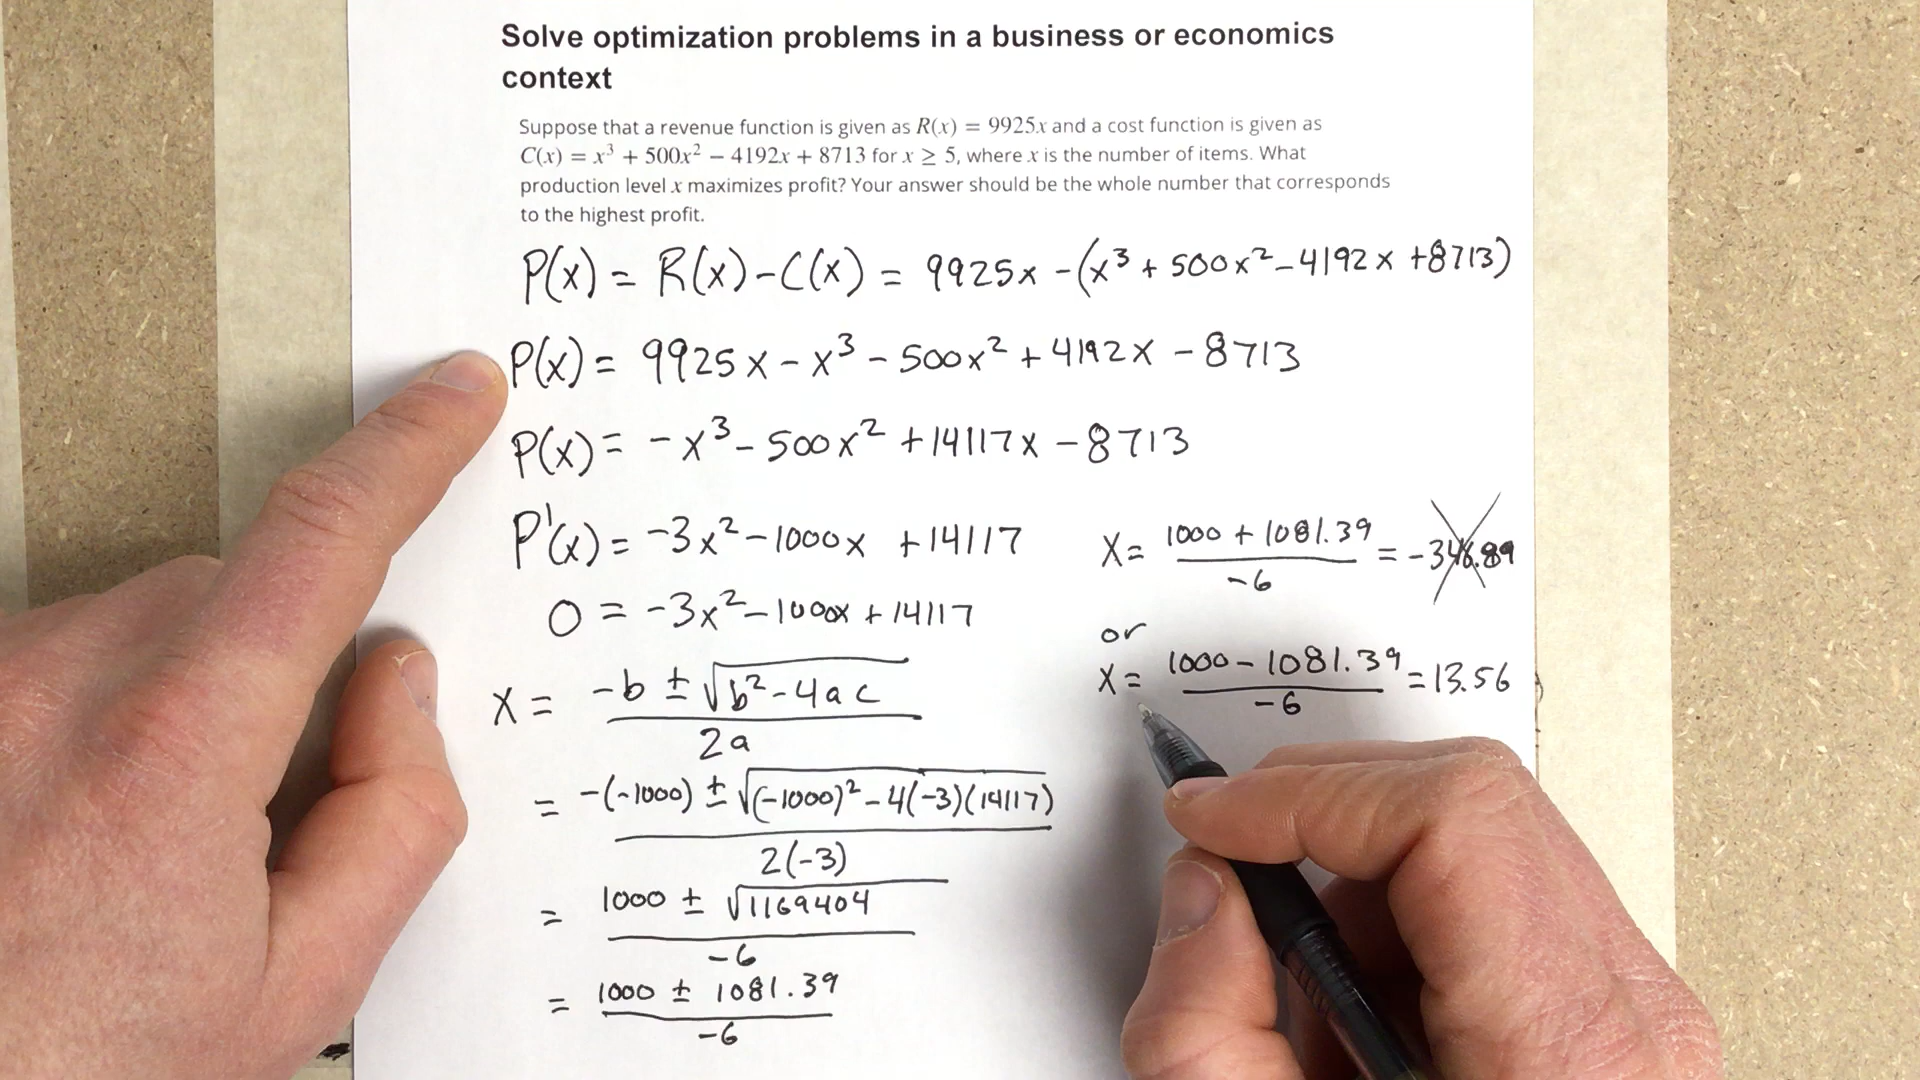 Solve optimization problems in a business or economics
context
Suppose that a revenue function is given as R(x) = 9925x and a cost function is given as
C(x) = x³ + 500x² − 4192x + 8713 for x ≥ 5, where x is the number of items. What
production level x maximizes profit? Your answer should be the whole number that corresponds
to the highest profit.
P(x) = R(x) - C(x) = 9925x - (x³ + 500x² - 4192x + 8713)
P(x) = 9925x - x³ - 500x² + 4192x - 8713
P(x) = -x³ - 500x² + 14117x - 8713
P'(x) = -3x² - 1000x + 14117
0 = -3x² - 1000x + 14117
x = (-b ± √(b² - 4ac)) / 2a
= (-(-1000) ± √((-1000)² - 4(-3)(14117))) / 2(-3)
= (1000 ± √1169404) / -6
= (1000 ± 1081.39) / -6
X = (1000 + 1081.39) / -6 = -346.89
or
X = (1000 - 1081.39) / -6 = 13.56